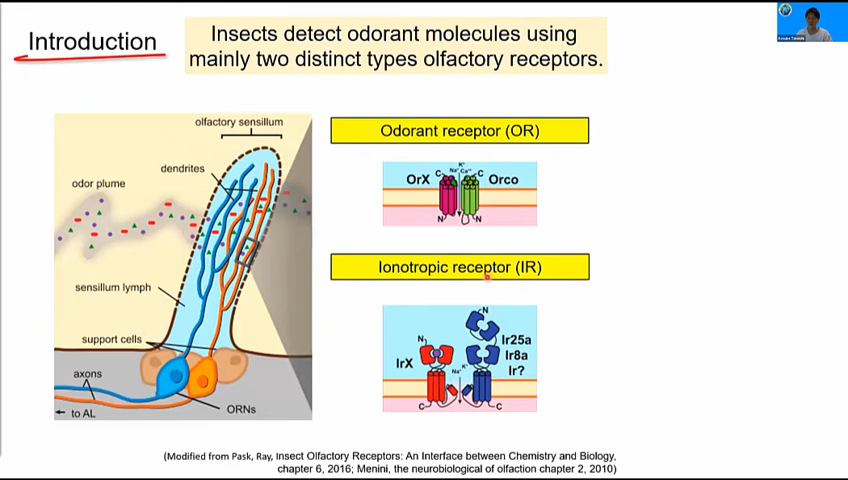 Introduction
Insects detect odorant molecules using
mainly two distinct types olfactory receptors.
olfactory sensillum
dendrites
odor plume
sensillum lymph
support cells
axons
ORNs
← to AL
Odorant receptor (OR)
OrX
C
Na⁺
K⁺
Ca²⁺
C
Orco
N
N
Ionotropic receptor (IR)
N
N
IrX
Ir25a
Ir8a
Ir?
Na⁺
K⁺
C
C
(Modified from Pask, Ray, Insect Olfactory Receptors: An Interface between Chemistry and Biology,
chapter 6, 2016; Menini, the neurobiological of olfaction chapter 2, 2010)